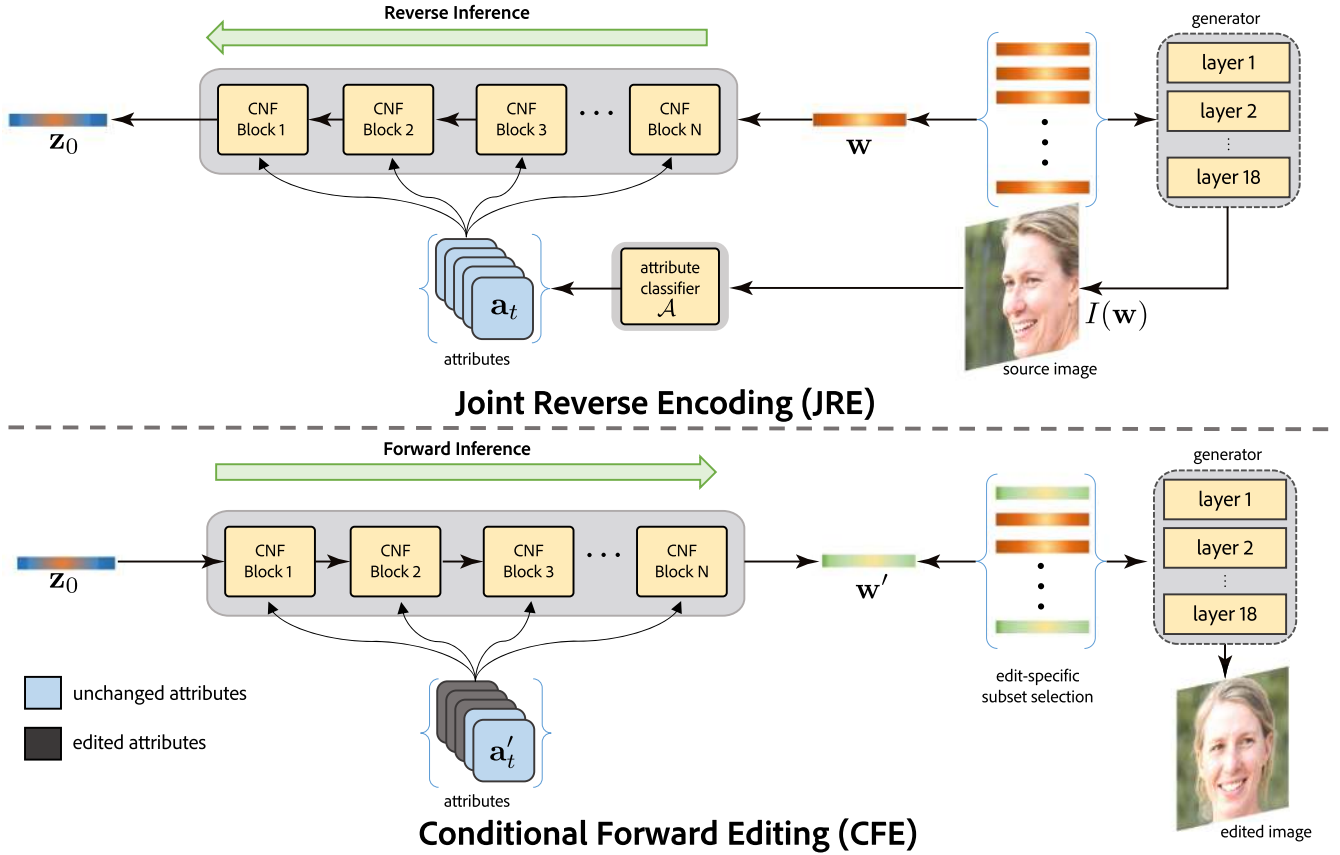 Reverse Inference
generator
layer 1
layer 2
layer 18
CNF
Block 1
CNF
Block 2
CNF
Block 3
CNF
Block N
z₀
w
attribute
classifier
𝒜
aₜ
attributes
I(w)
source image
Joint Reverse Encoding (JRE)
Forward Inference
generator
layer 1
layer 2
layer 18
CNF
Block 1
CNF
Block 2
CNF
Block 3
CNF
Block N
z₀
w′
edit-specific
subset selection
unchanged attributes
edited attributes
a′ₜ
attributes
edited image
Conditional Forward Editing (CFE)